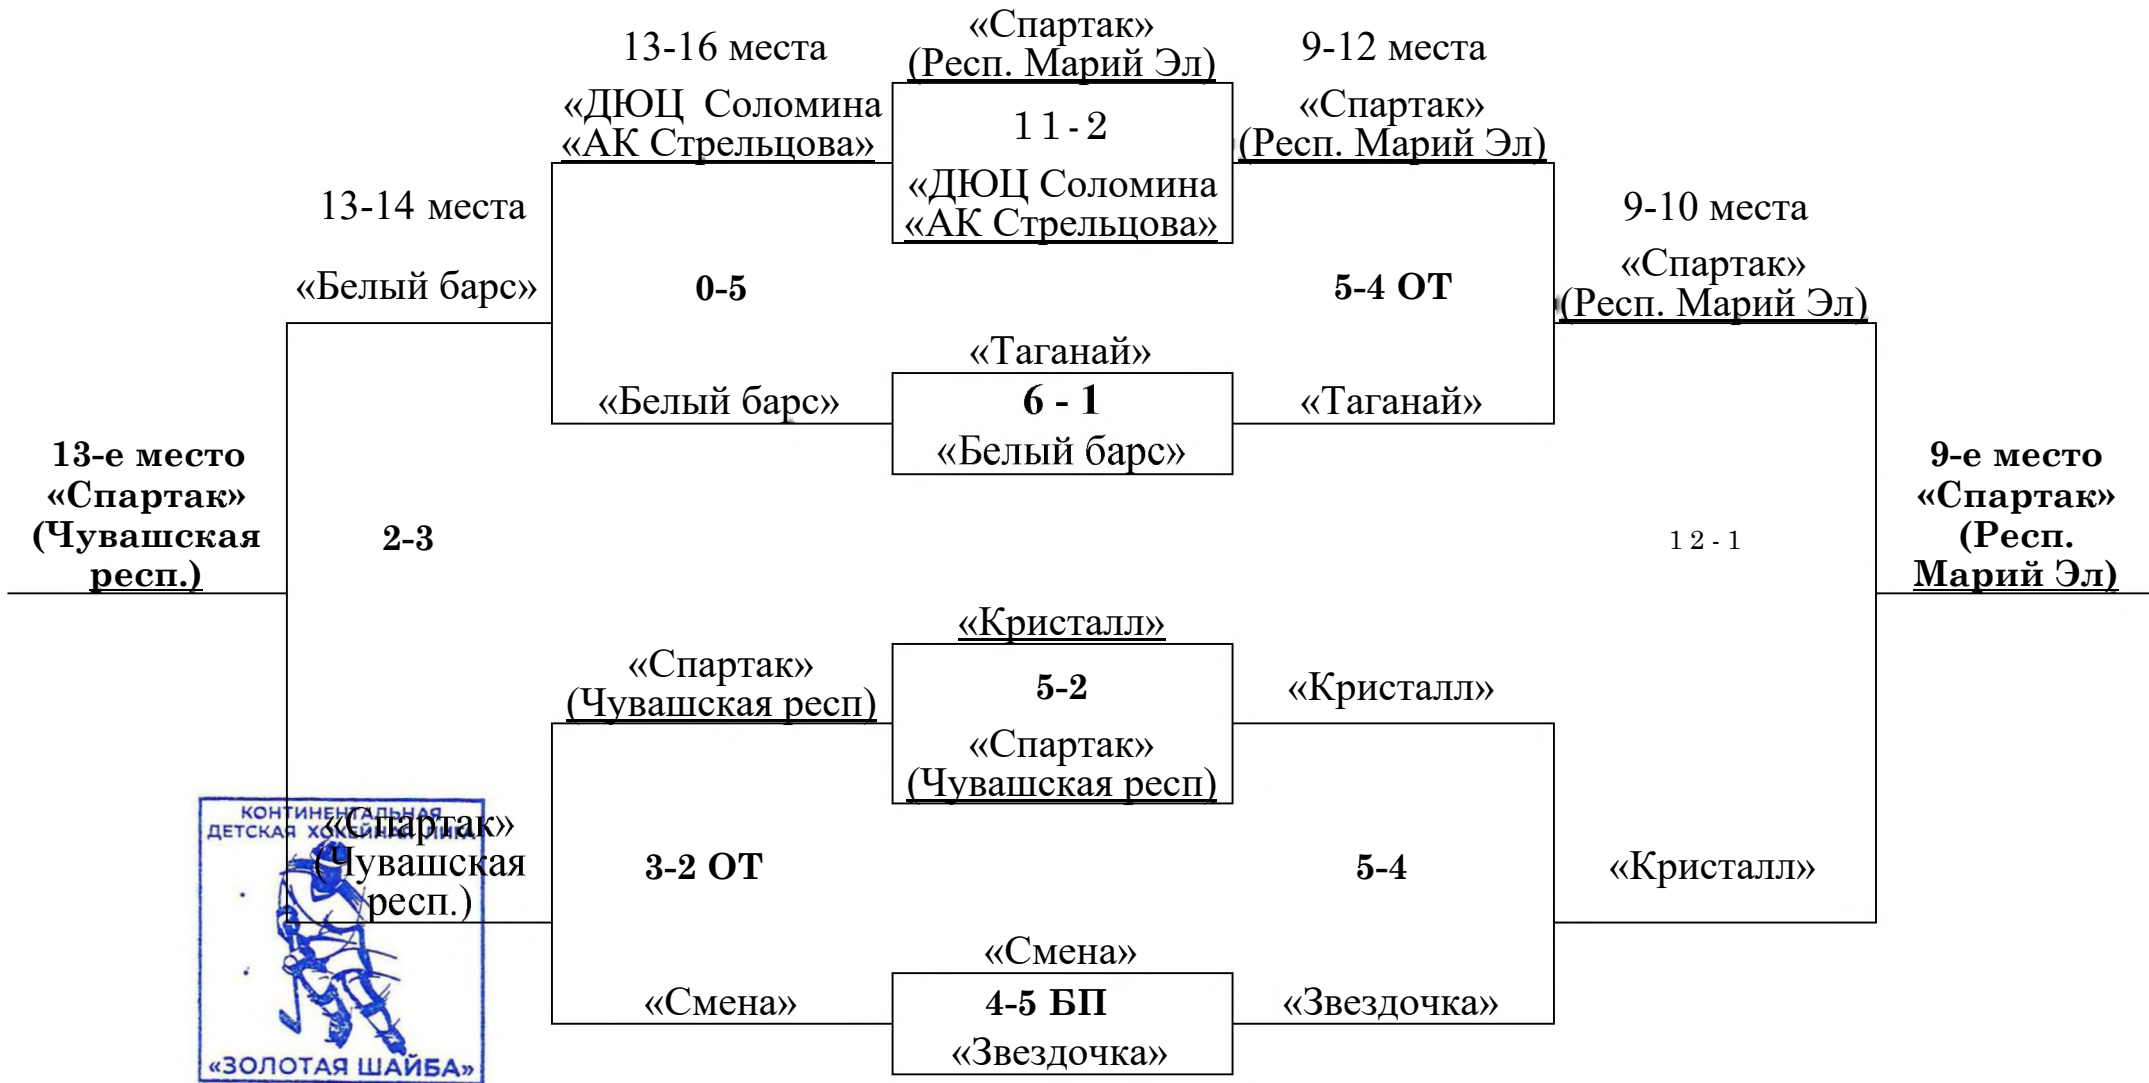 13-16 места
«Спартак»
(Респ. Марий Эл)
9-12 места
«ДЮЦ Соломина
«АК Стрельцова»
11-2
«Спартак»
(Респ. Марий Эл)
«ДЮЦ Соломина
«АК Стрельцова»
13-14 места
9-10 места
«Белый барс»
0-5
5-4 ОТ
«Спартак»
(Респ. Марий Эл)
«Таганай»
«Белый барс»
6 - 1
«Таганай»
«Белый барс»
13-е место
«Спартак»
(Чувашская
респ.)
2-3
12-1
9-е место
«Спартак»
(Респ.
Марий Эл)
«Кристалл»
«Спартак»
(Чувашская респ)
5-2
«Кристалл»
«Спартак»
(Чувашская респ)
КОНТИНЕНТАЛЬНАЯ
ДЕТСКАЯ ХОККЕЙНАЯ ЛИГА
«Спартак»
(Чувашская
респ.)
3-2 ОТ
5-4
«Кристалл»
«Смена»
«Смена»
4-5 БП
«Звездочка»
«Звездочка»
«ЗОЛОТАЯ ШАЙБА»